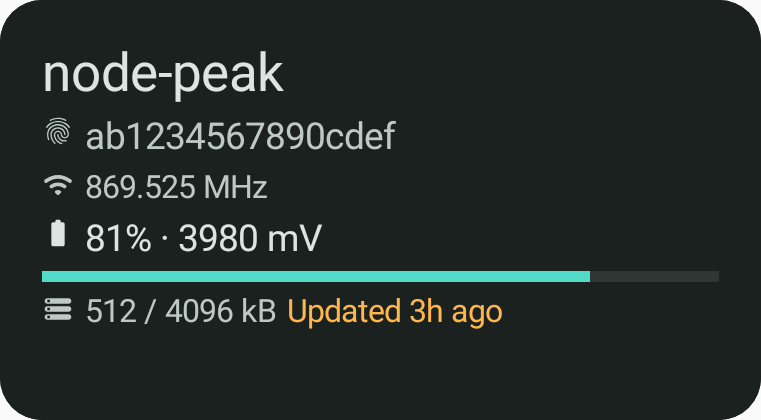 node-peak
ab1234567890cdef
869.525 MHz
81% · 3980 mV
512 / 4096 kB Updated 3h ago